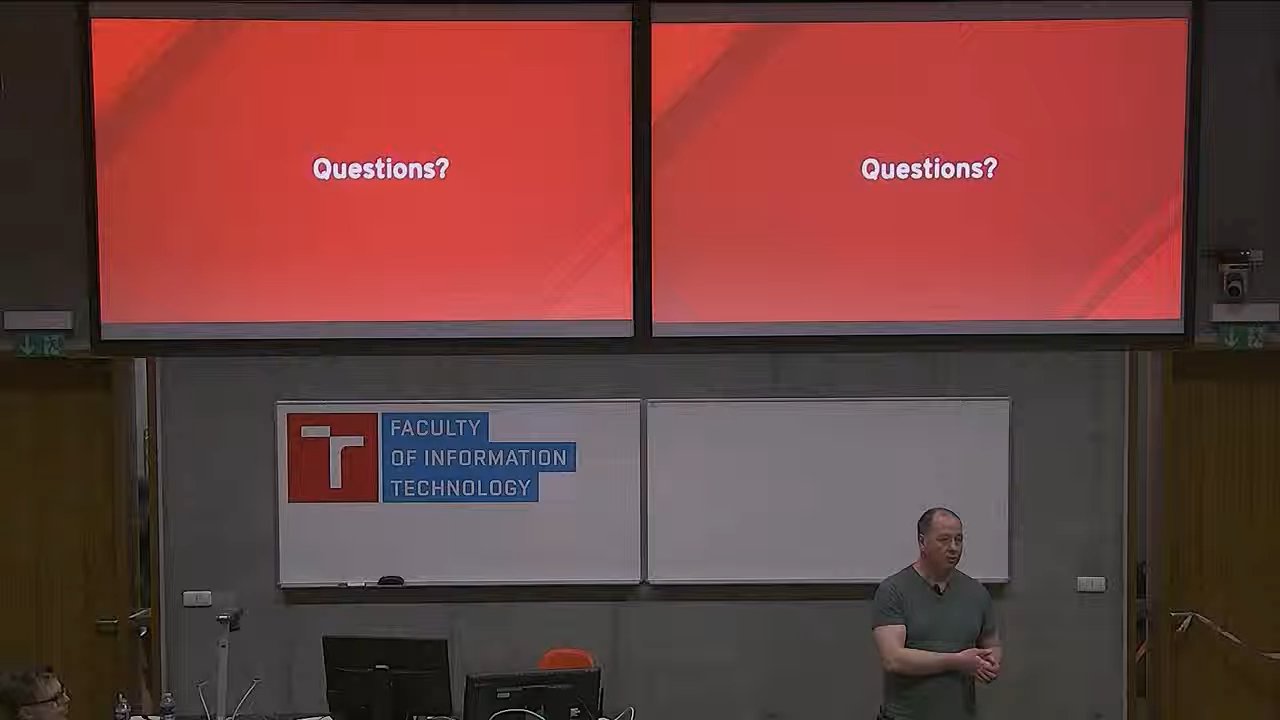 Questions?
Questions?
FACULTY
OF INFORMATION
TECHNOLOGY